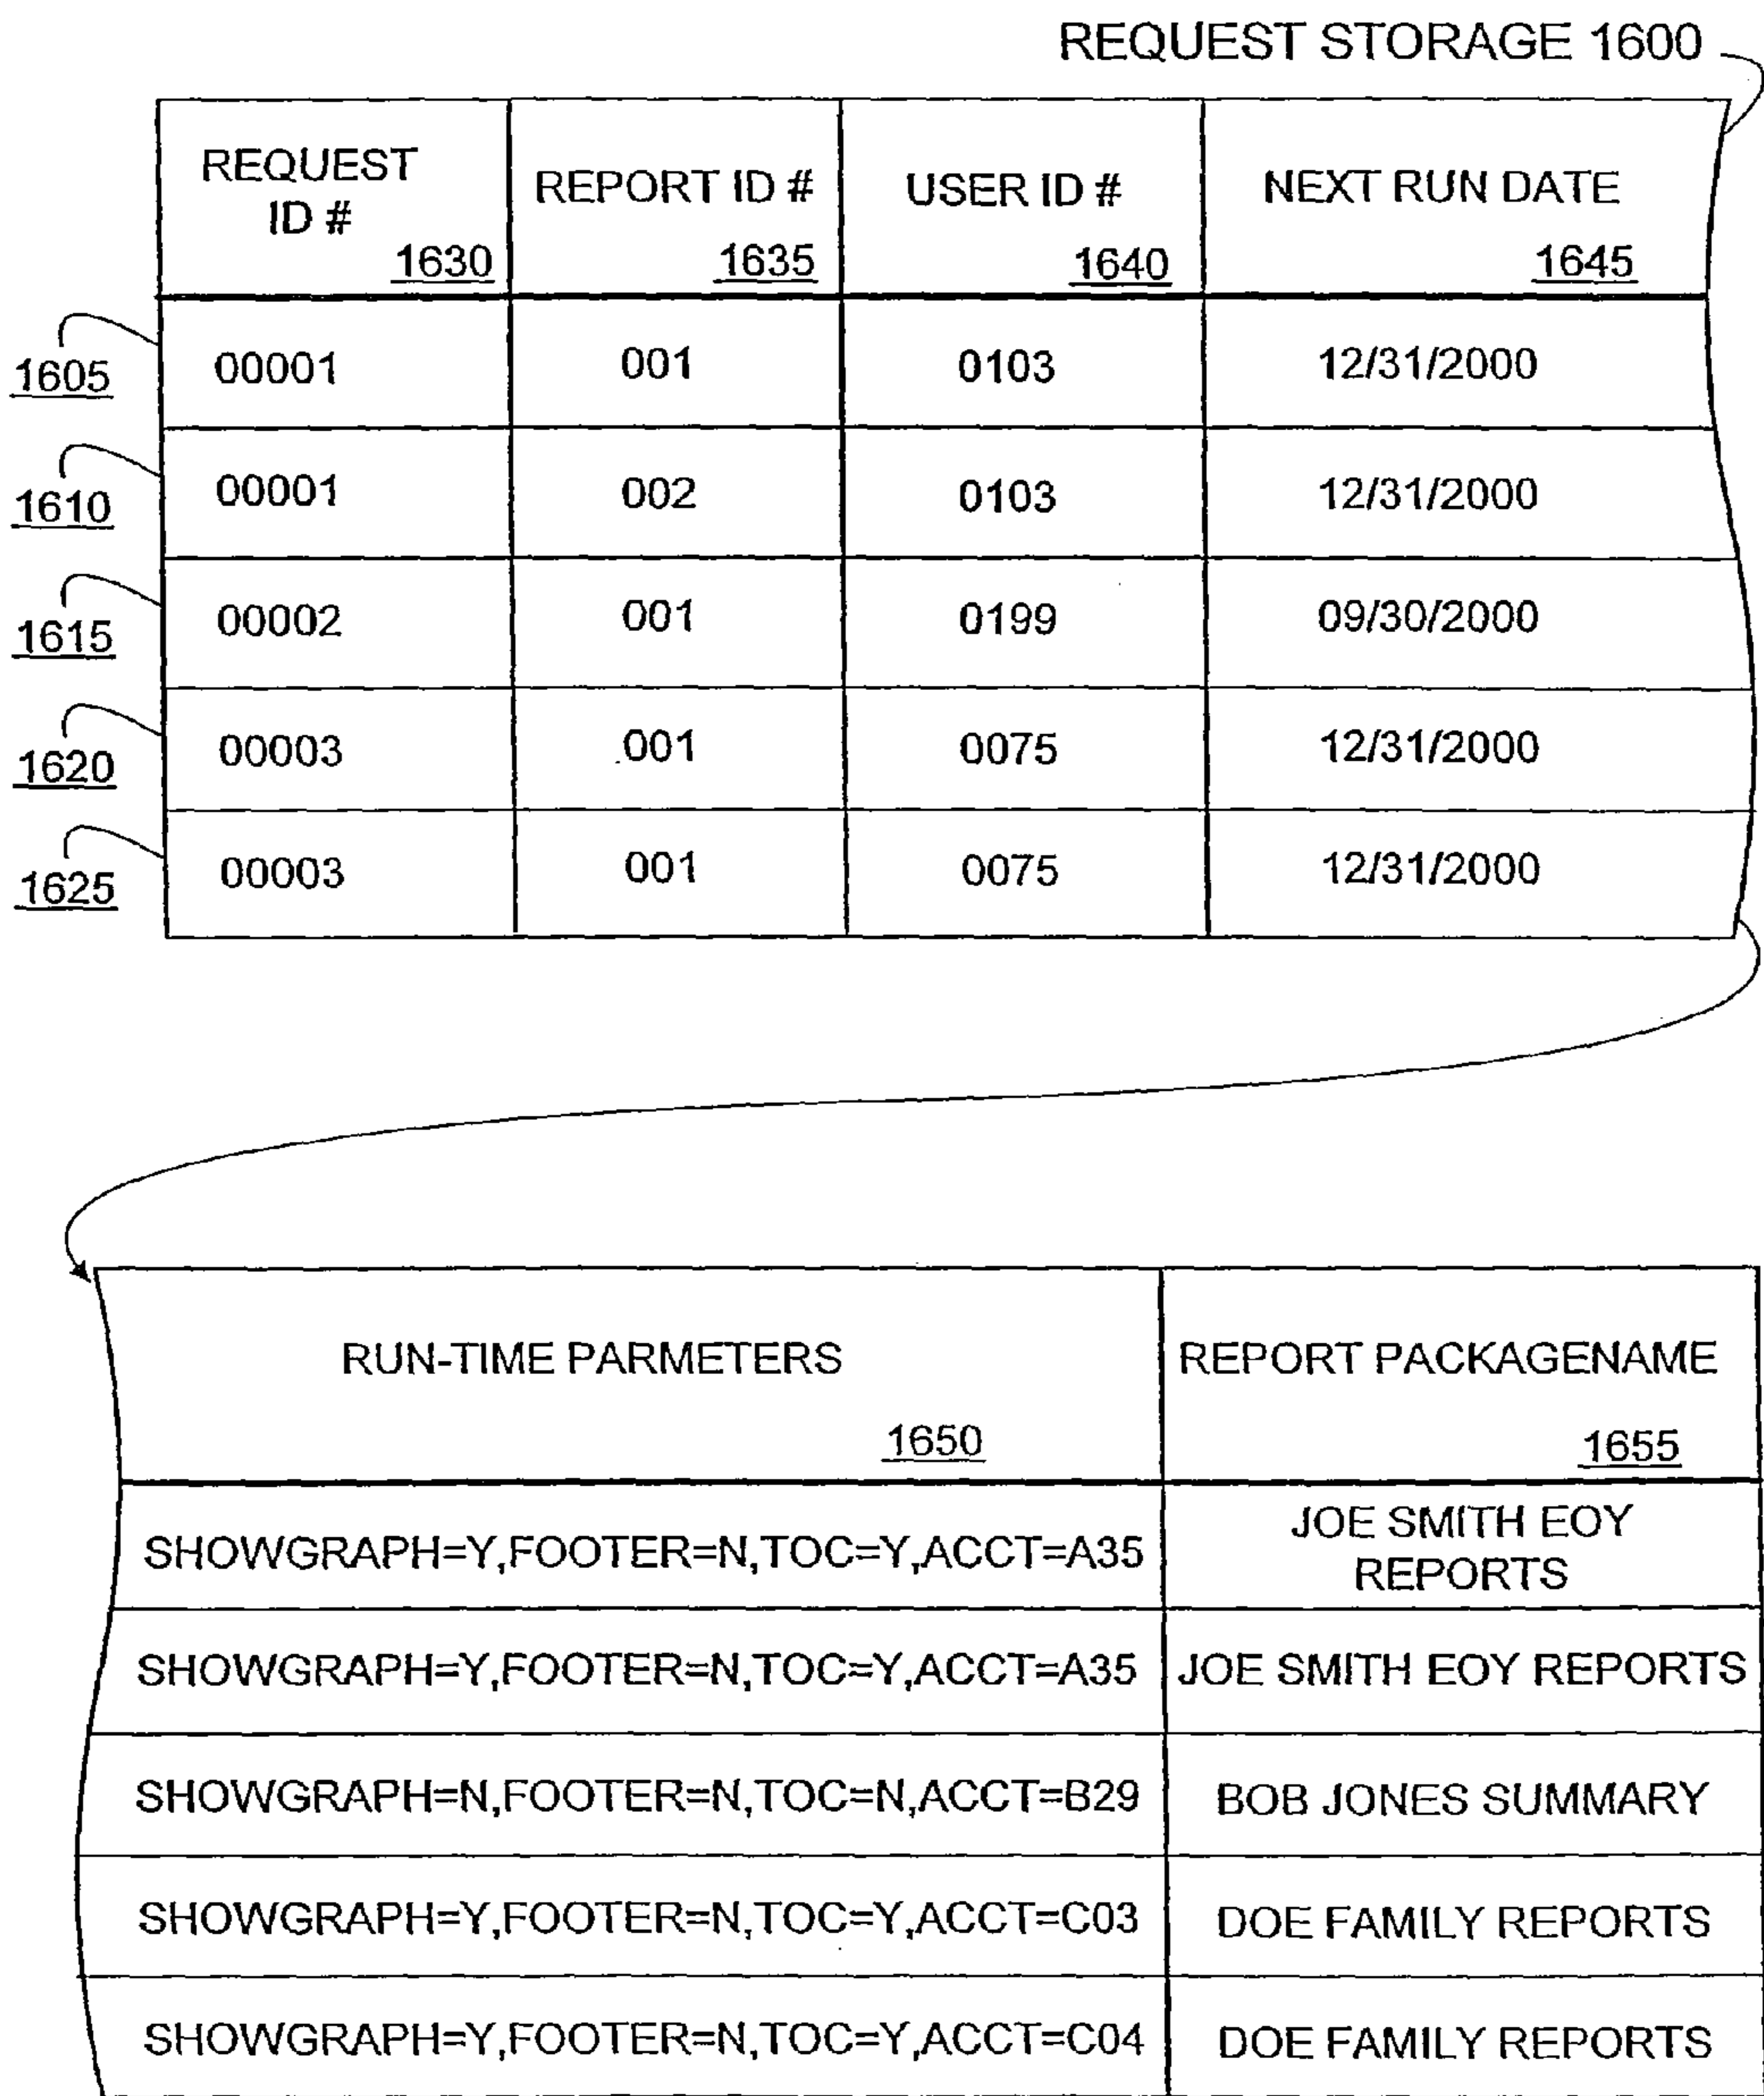 REQUEST STORAGE 1600
REQUEST ID #
1630
REPORT ID #
1635
USER ID #
1640
NEXT RUN DATE
1645
1605 00001 001 0103 12/31/2000
1610 00001 002 0103 12/31/2000
1615 00002 001 0199 09/30/2000
1620 00003 001 0075 12/31/2000
1625 00003 001 0075 12/31/2000
RUN-TIME PARMETERS
1650
REPORT PACKAGENAME
1655
SHOWGRAPH=Y,FOOTER=N,TOC=Y,ACCT=A35 JOE SMITH EOY REPORTS
SHOWGRAPH=Y,FOOTER=N,TOC=Y,ACCT=A35 JOE SMITH EOY REPORTS
SHOWGRAPH=N,FOOTER=N,TOC=N,ACCT=B29 BOB JONES SUMMARY
SHOWGRAPH=Y,FOOTER=N,TOC=Y,ACCT=C03 DOE FAMILY REPORTS
SHOWGRAPH=Y,FOOTER=N,TOC=Y,ACCT=C04 DOE FAMILY REPORTS